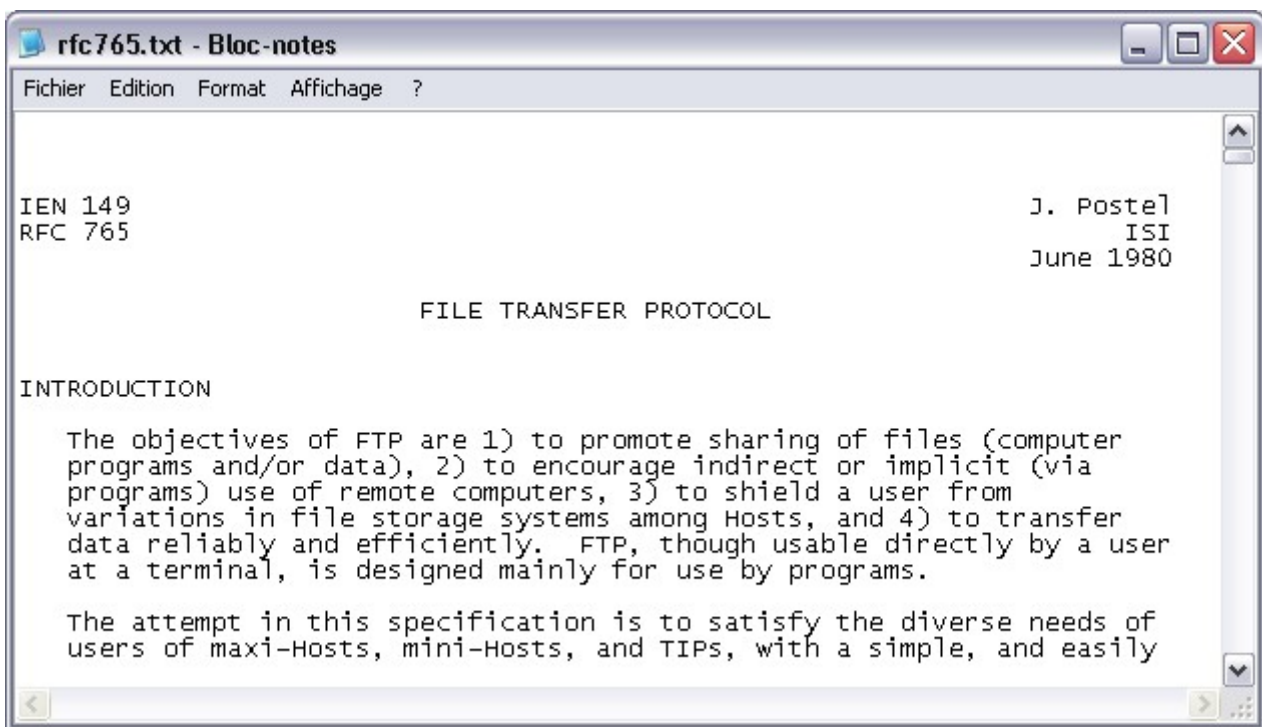 rfc765.txt - Bloc-notes
Fichier Edition Format Affichage ?
IEN 149 J. Postel
RFC 765 ISI
June 1980
FILE TRANSFER PROTOCOL
INTRODUCTION
The objectives of FTP are 1) to promote sharing of files (computer
programs and/or data), 2) to encourage indirect or implicit (via
programs) use of remote computers, 3) to shield a user from
variations in file storage systems among Hosts, and 4) to transfer
data reliably and efficiently.  FTP, though usable directly by a user
at a terminal, is designed mainly for use by programs.
The attempt in this specification is to satisfy the diverse needs of
users of maxi-Hosts, mini-Hosts, and TIPs, with a simple, and easily